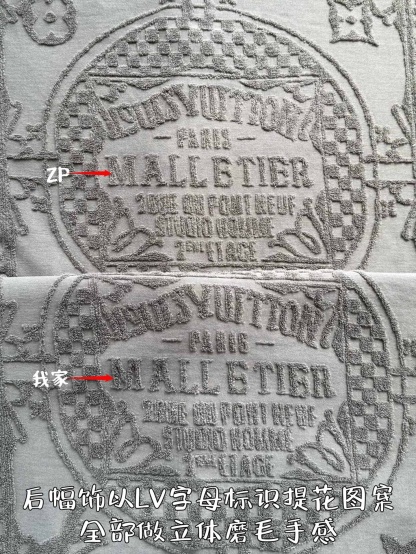 LOUIS VUITTON
— PARIS —
ZP
MALLETIER
2 RUE DU PONT NEUF
STUDIO HOMME
2EME ETAGE
LOUIS VUITTON
— PARIS —
我家
MALLETIER
2 RUE DU PONT NEUF
STUDIO HOMME
2EME ETAGE
后幅饰以LV字母标识提花图案
全部做立体磨毛手感